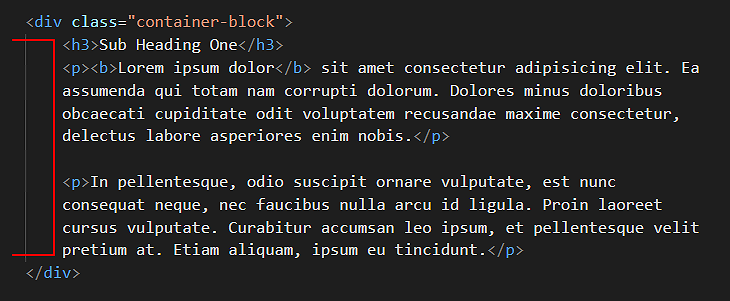 <div class="container-block">
<h3>Sub Heading One</h3>
<p><b>Lorem ipsum dolor</b> sit amet consectetur adipisicing elit. Ea
assumenda qui totam nam corrupti dolorum. Dolores minus doloribus
obcaecati cupiditate odit voluptatem recusandae maxime consectetur,
delectus labore asperiores enim nobis.</p>
<p>In pellentesque, odio suscipit ornare vulputate, est nunc
consequat neque, nec faucibus nulla arcu id ligula. Proin laoreet
cursus vulputate. Curabitur accumsan leo ipsum, et pellentesque velit
pretium at. Etiam aliquam, ipsum eu tincidunt.</p>
</div>